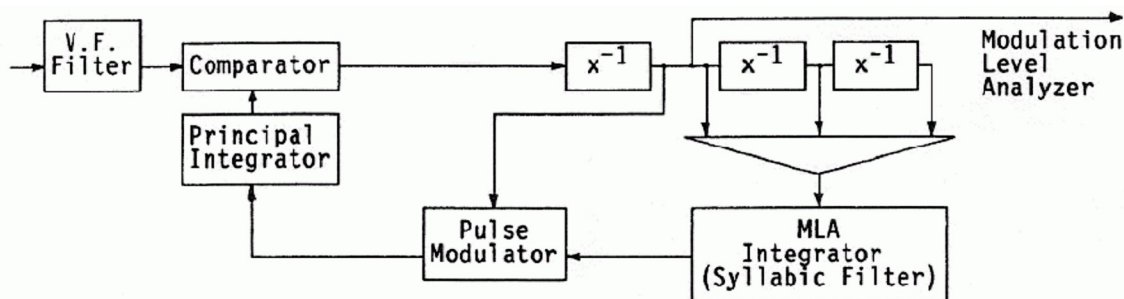 V.F.
Filter
Comparator
x⁻¹
x⁻¹
x⁻¹
Modulation
Level
Analyzer
Principal
Integrator
Pulse
Modulator
MLA
Integrator
(Syllabic Filter)